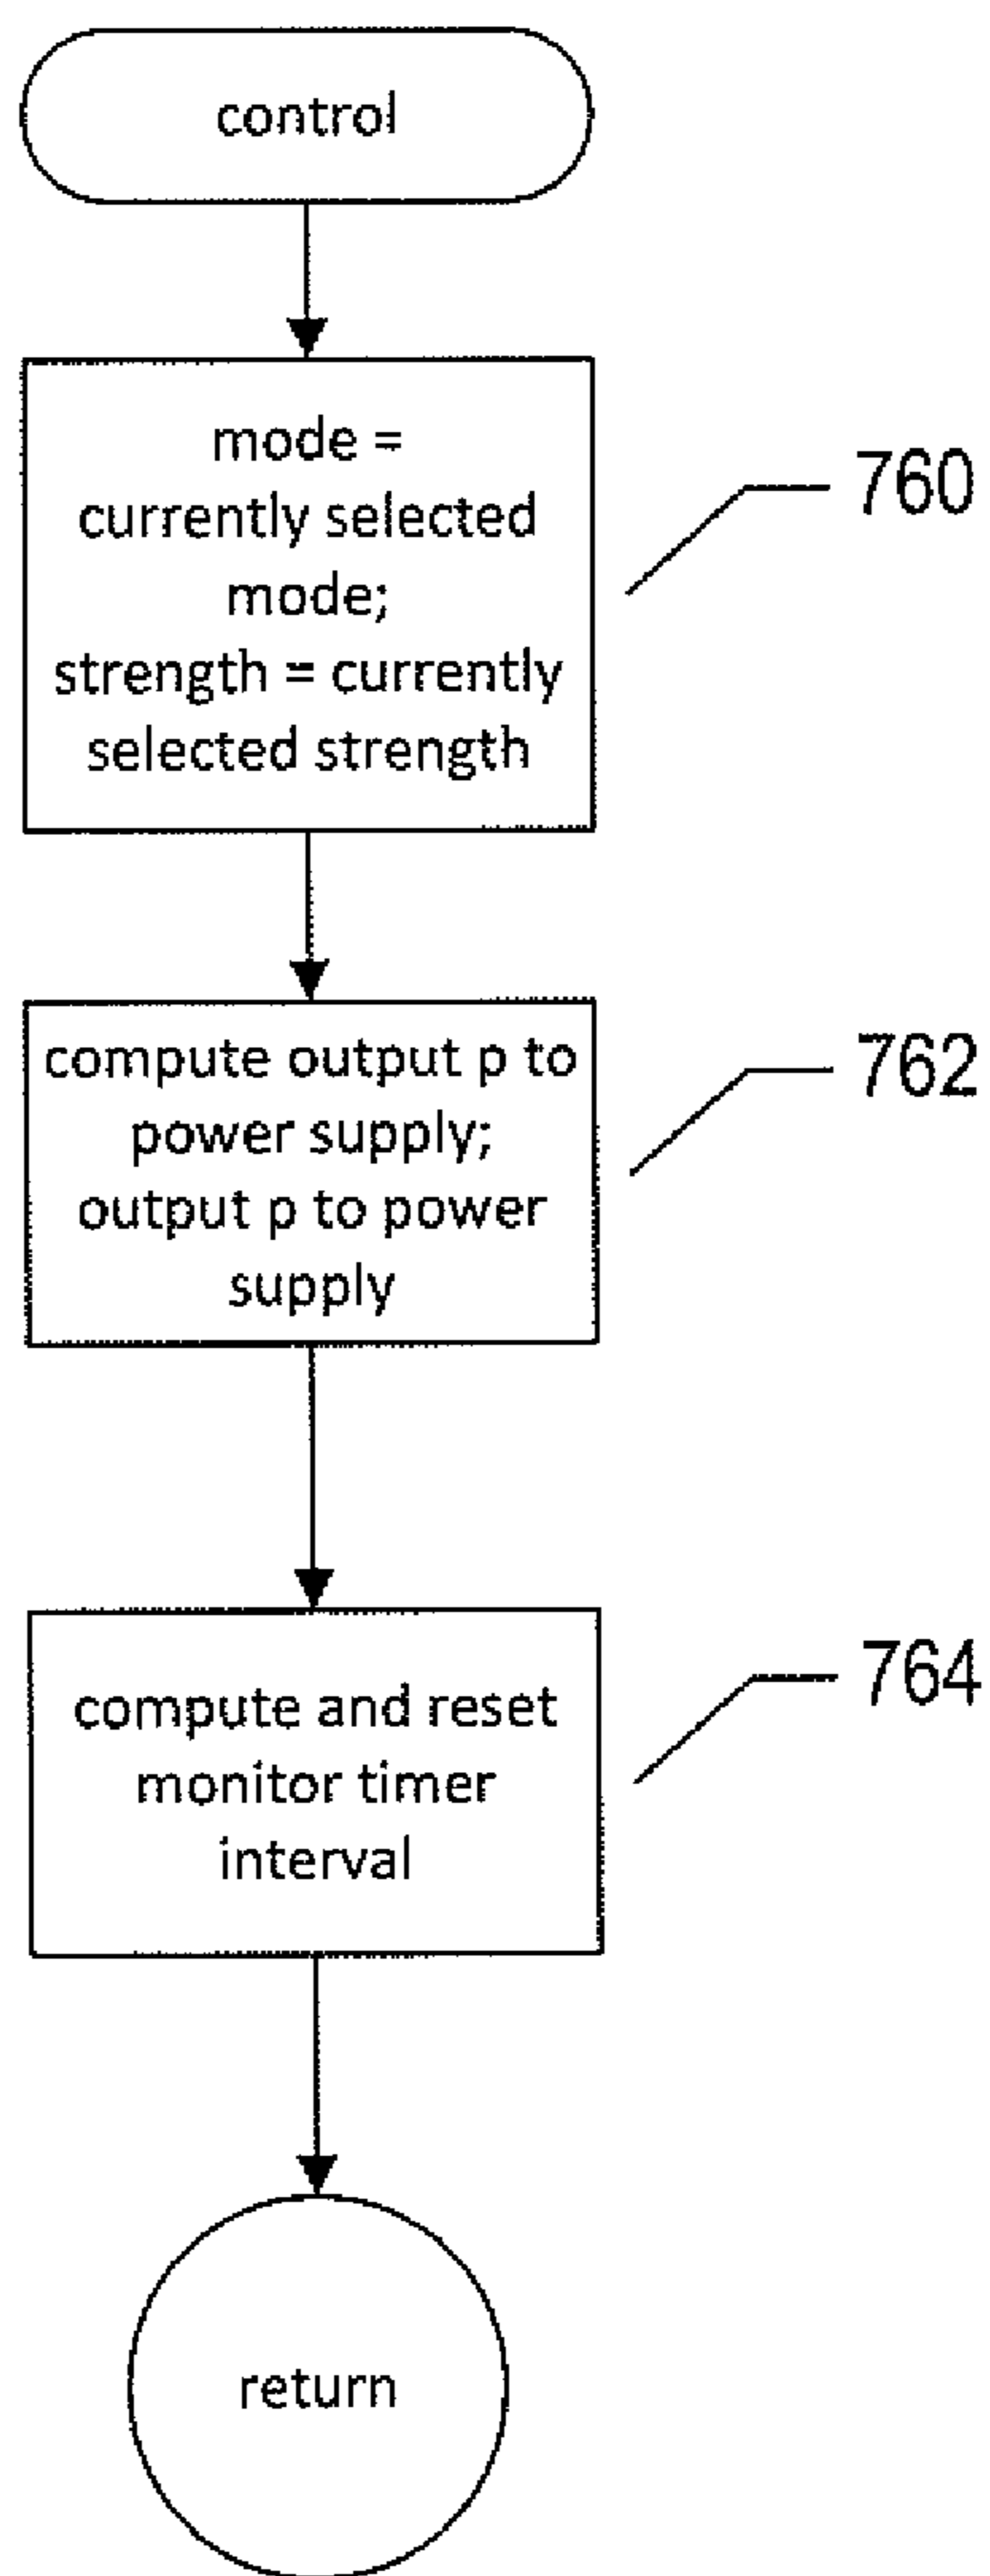 control
mode =
currently selected
mode;
strength = currently
selected strength
760
compute output p to
power supply;
output p to power
supply
762
compute and reset
monitor timer
interval
764
return